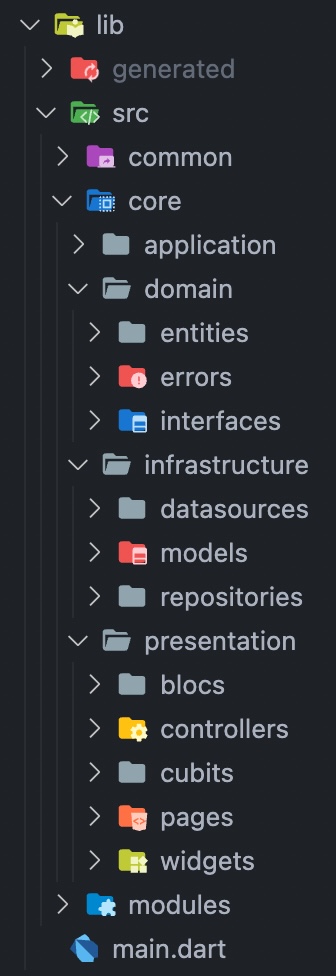 lib
generated
src
common
core
application
domain
entities
errors
interfaces
infrastructure
datasources
models
repositories
presentation
blocs
controllers
cubits
pages
widgets
modules
main.dart